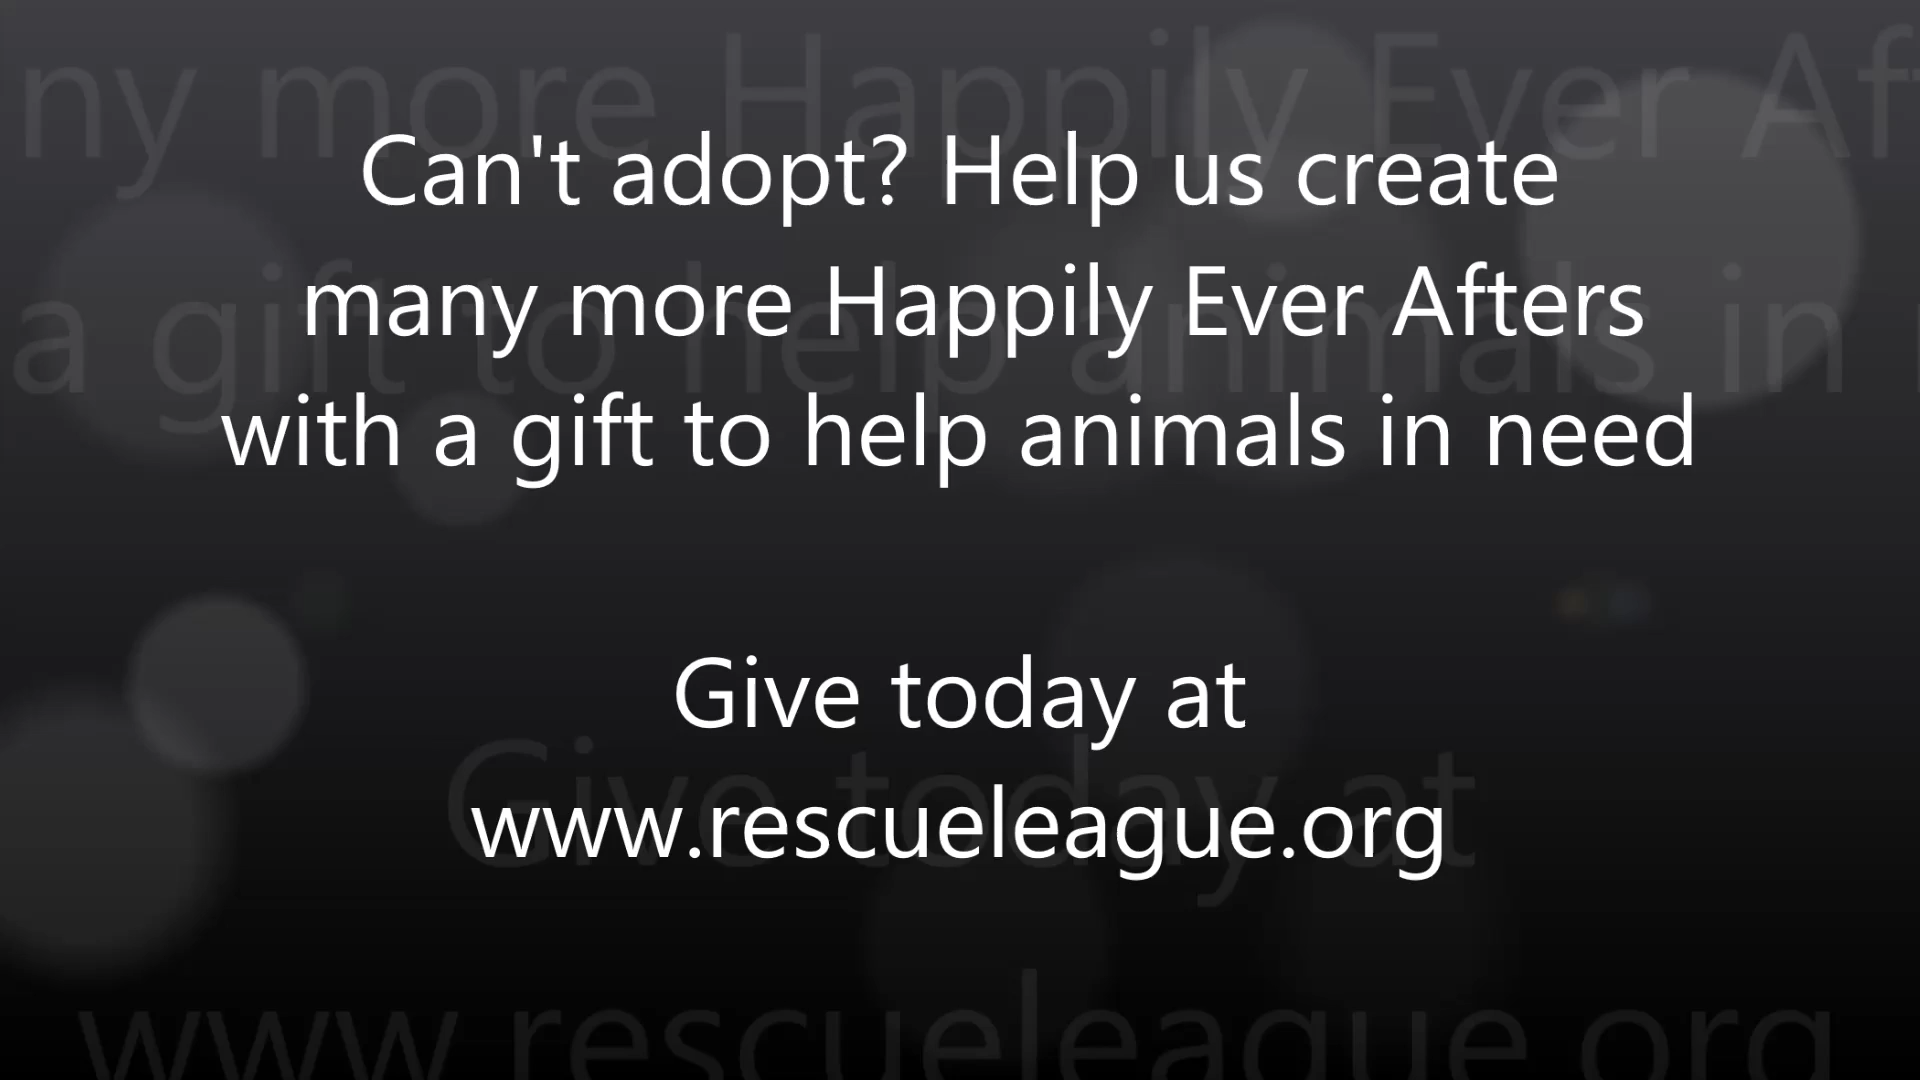 Can't adopt? Help us create
many more Happily Ever Afters
with a gift to help animals in need
Give today at
www.rescueleague.org